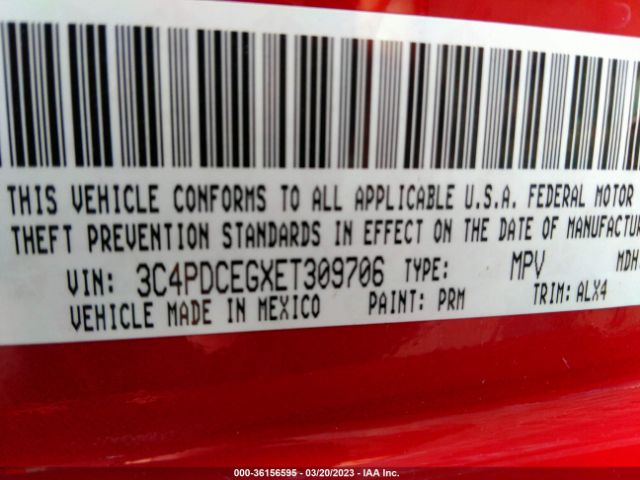 THIS VEHICLE CONFORMS TO ALL APPLICABLE U.S.A. FEDERAL MOTOR
THEFT PREVENTION STANDARDS IN EFFECT ON THE DATE OF MANUFACTU
VIN: 3C4PDCEGXET309706 TYPE: MPV MDH
VEHICLE MADE IN MEXICO PAINT: PRM TRIM: ALX4
000-36156595 - 03/20/2023 - IAA Inc.